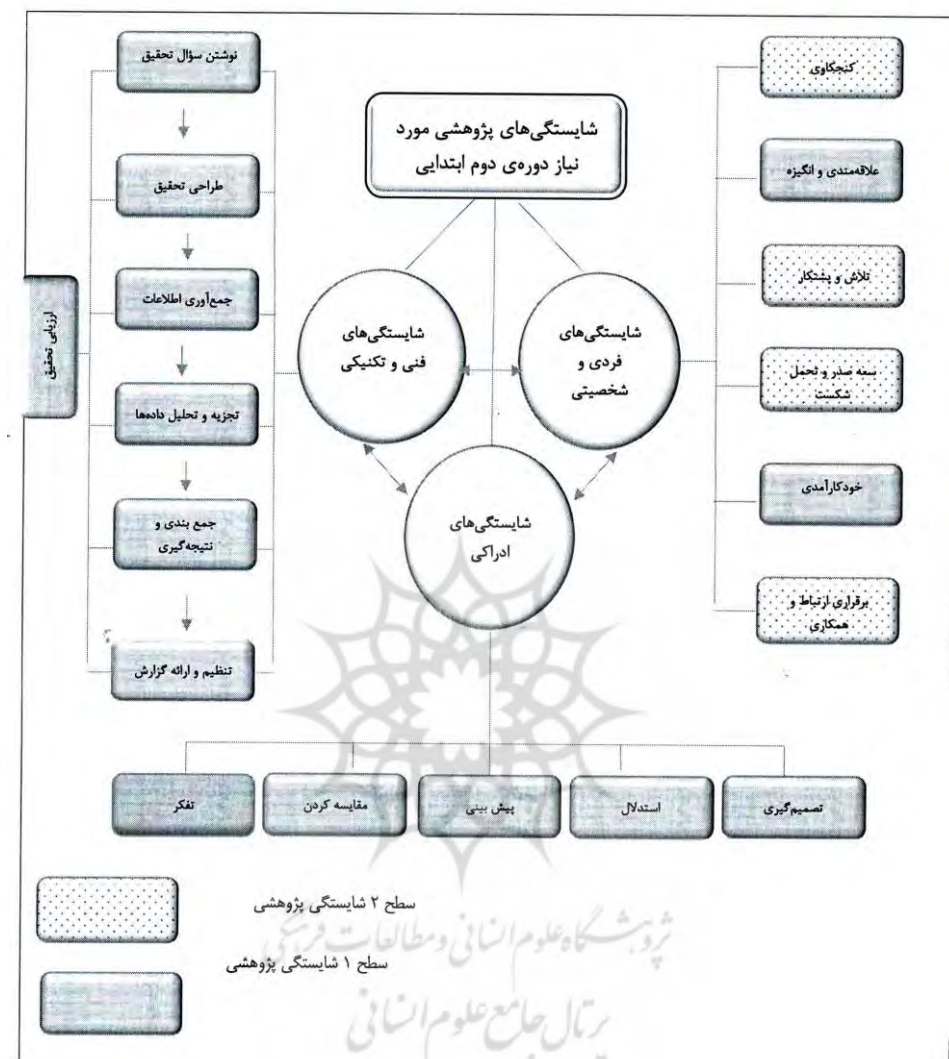 شایستگی‌های پژوهشی مورد
نیاز دوره‌ی دوم ابتدایی
شایستگی‌های
فردی و
شخصیتی
شایستگی‌های
فنی و تکنیکی
شایستگی‌های
ادراکی
کنجکاوی
علاقه‌مندی و انگیزه
تلاش و پشتکار
سعه صدر و تحمل
شکست
خودکارآمدی
برقراری ارتباط و
همکاری
نوشتن سؤال تحقیق
طراحی تحقیق
جمع‌آوری اطلاعات
تجزیه و تحلیل داده‌ها
جمع بندی و
نتیجه‌گیری
تنظیم و ارائه گزارش
ارزیابی تحقیق
تصمیم‌گیری
استدلال
پیش بینی
مقایسه کردن
تفکر
سطح ۲ شایستگی پژوهشی
سطح ۱ شایستگی پژوهشی
پژوهشگاه علوم انسانی و مطالعات فرهنگی
پرتال جامع علوم انسانی